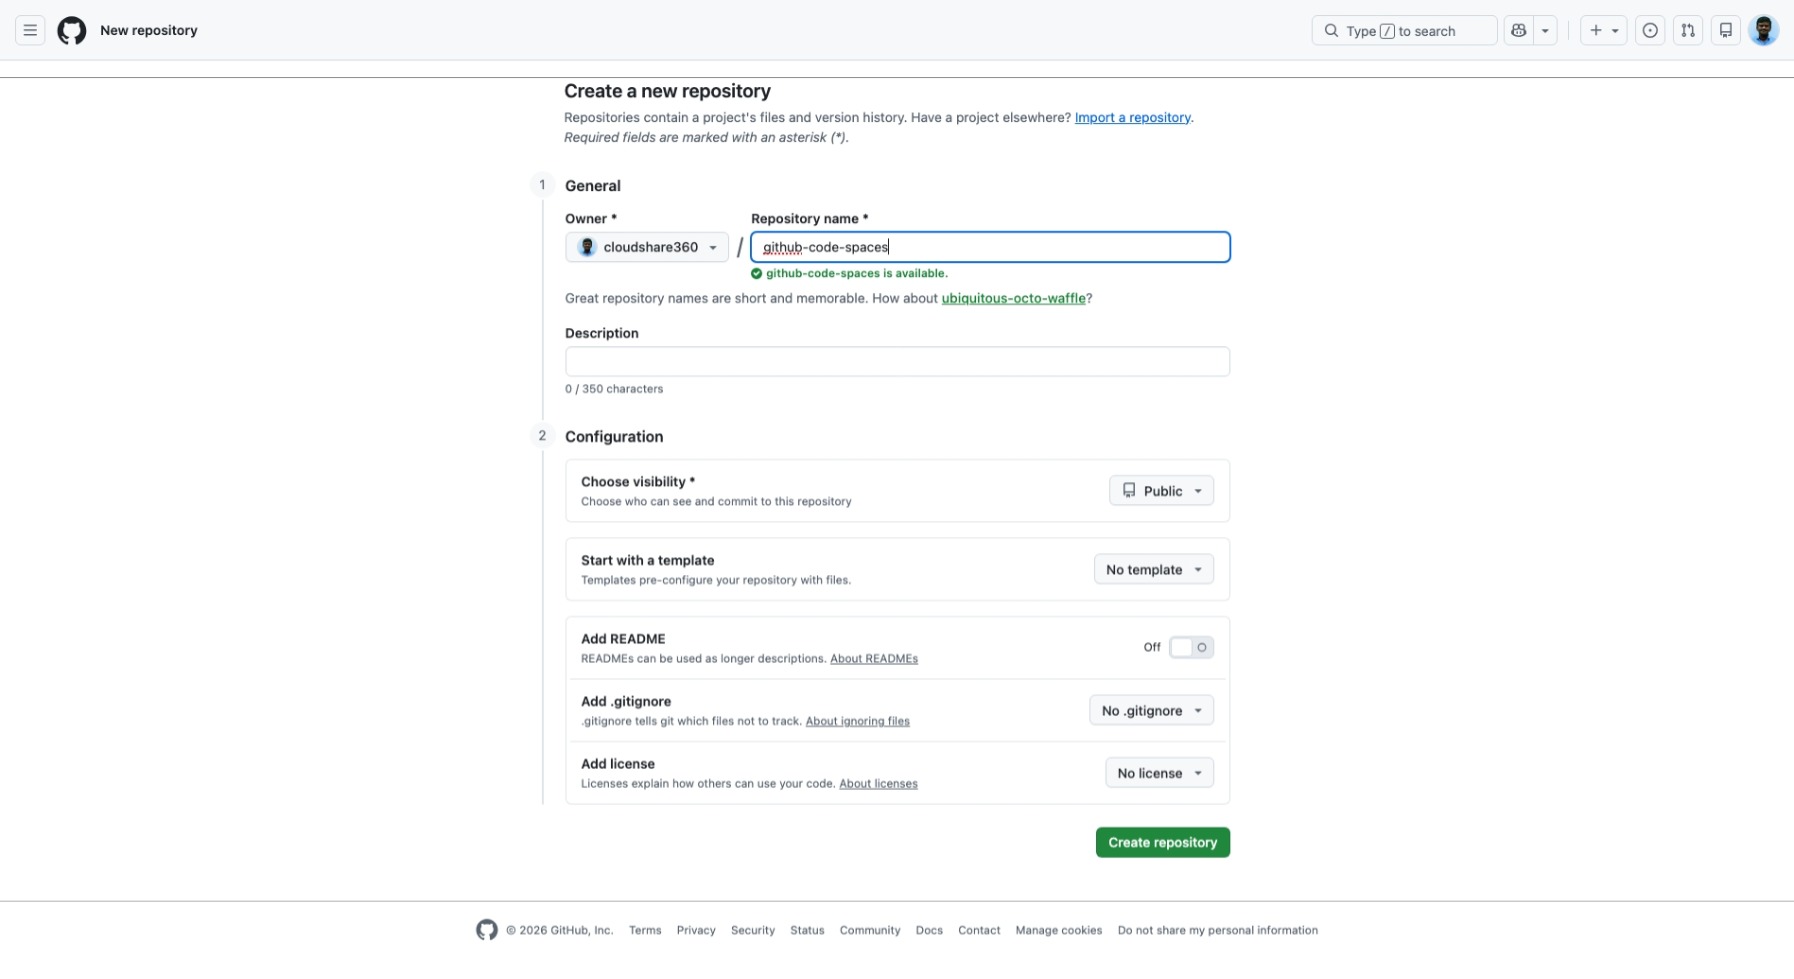 New repository
Type / to search
Create a new repository
Repositories contain a project's files and version history. Have a project elsewhere? Import a repository.
Required fields are marked with an asterisk (*).
1
General
Owner *
Repository name *
cloudshare360
/
github-code-spaces
github-code-spaces is available.
Great repository names are short and memorable. How about ubiquitous-octo-waffle?
Description
0 / 350 characters
2
Configuration
Choose visibility *
Choose who can see and commit to this repository
Public
Start with a template
Templates pre-configure your repository with files.
No template
Add README
READMEs can be used as longer descriptions. About READMEs
Off
Add .gitignore
.gitignore tells git which files not to track. About ignoring files
No .gitignore
Add license
Licenses explain how others can use your code. About licenses
No license
Create repository
© 2026 GitHub, Inc. Terms Privacy Security Status Community Docs Contact Manage cookies Do not share my personal information